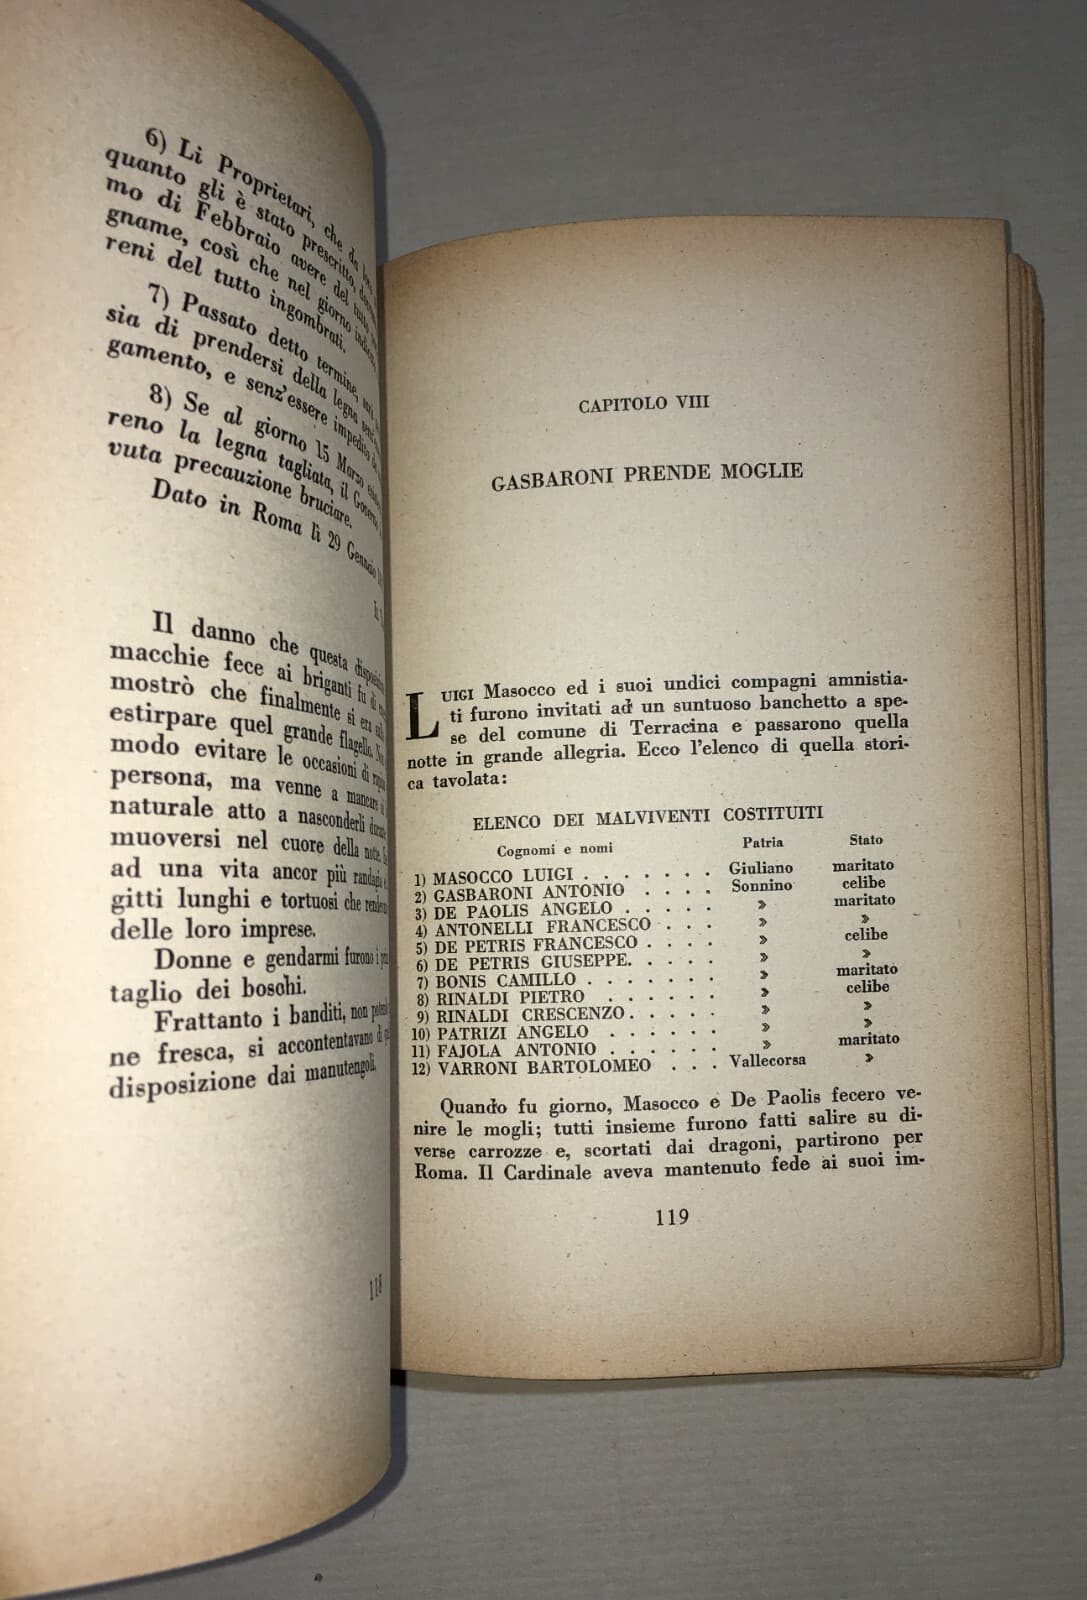 6) Li Proprietari, che da loro
quanto gli è stato prescritto,
mo di Febbraio avere del tutto
gname, così che nel giorno
reni del tutto ingombrati.
7) Passato detto termine, sarà
sia di prendersi della legna
gamento, e senz'essere impedito da
8) Se al giorno 15 Marzo
reno la legna tagliata, il Governo
vuta precauzione bruciare.
Dato in Roma lì 29 Gennaio
Il danno che questa
macchie fece ai briganti fu di
mostrò che finalmente si era
estirpare quel grande flagello.
modo evitare le occasioni di
persona, ma venne a mancare
naturale atto a nasconderli
muoversi nel cuore della notte.
ad una vita ancor più randagia
gitti lunghi e tortuosi che
delle loro imprese.
Donne e gendarmi furono i
taglio dei boschi.
Frattanto i banditi, non
ne fresca, si accontentavano di
disposizione dai manutengoli.
118
CAPITOLO VIII
GASBARONI PRENDE MOGLIE
LUIGI Masocco ed i suoi undici compagni amnistia-
ti furono invitati ad un suntuoso banchetto a spe-
se del comune di Terracina e passarono quella
notte in grande allegria. Ecco l'elenco di quella stori-
ca tavolata:
ELENCO DEI MALVIVENTI COSTITUITI
Cognomi e nomi Patria Stato
1) MASOCCO LUIGI . . . . . . . Giuliano maritato
2) GASBARONI ANTONIO . . . . Sonnino celibe
3) DE PAOLIS ANGELO . . . . . » maritato
4) ANTONELLI FRANCESCO . . . » »
5) DE PETRIS FRANCESCO . . . . » celibe
6) DE PETRIS GIUSEPPE. . . . . » »
7) BONIS CAMILLO . . . . . . . » maritato
8) RINALDI PIETRO . . . . . . » celibe
9) RINALDI CRESCENZO . . . . . » »
10) PATRIZI ANGELO . . . . . . » »
11) FAJOLA ANTONIO . . . . . . » maritato
12) VARRONI BARTOLOMEO . . . Vallecorsa »
Quando fu giorno, Masocco e De Paolis fecero ve-
nire le mogli; tutti insieme furono fatti salire su di-
verse carrozze e, scortati dai dragoni, partirono per
Roma. Il Cardinale aveva mantenuto fede ai suoi im-
119